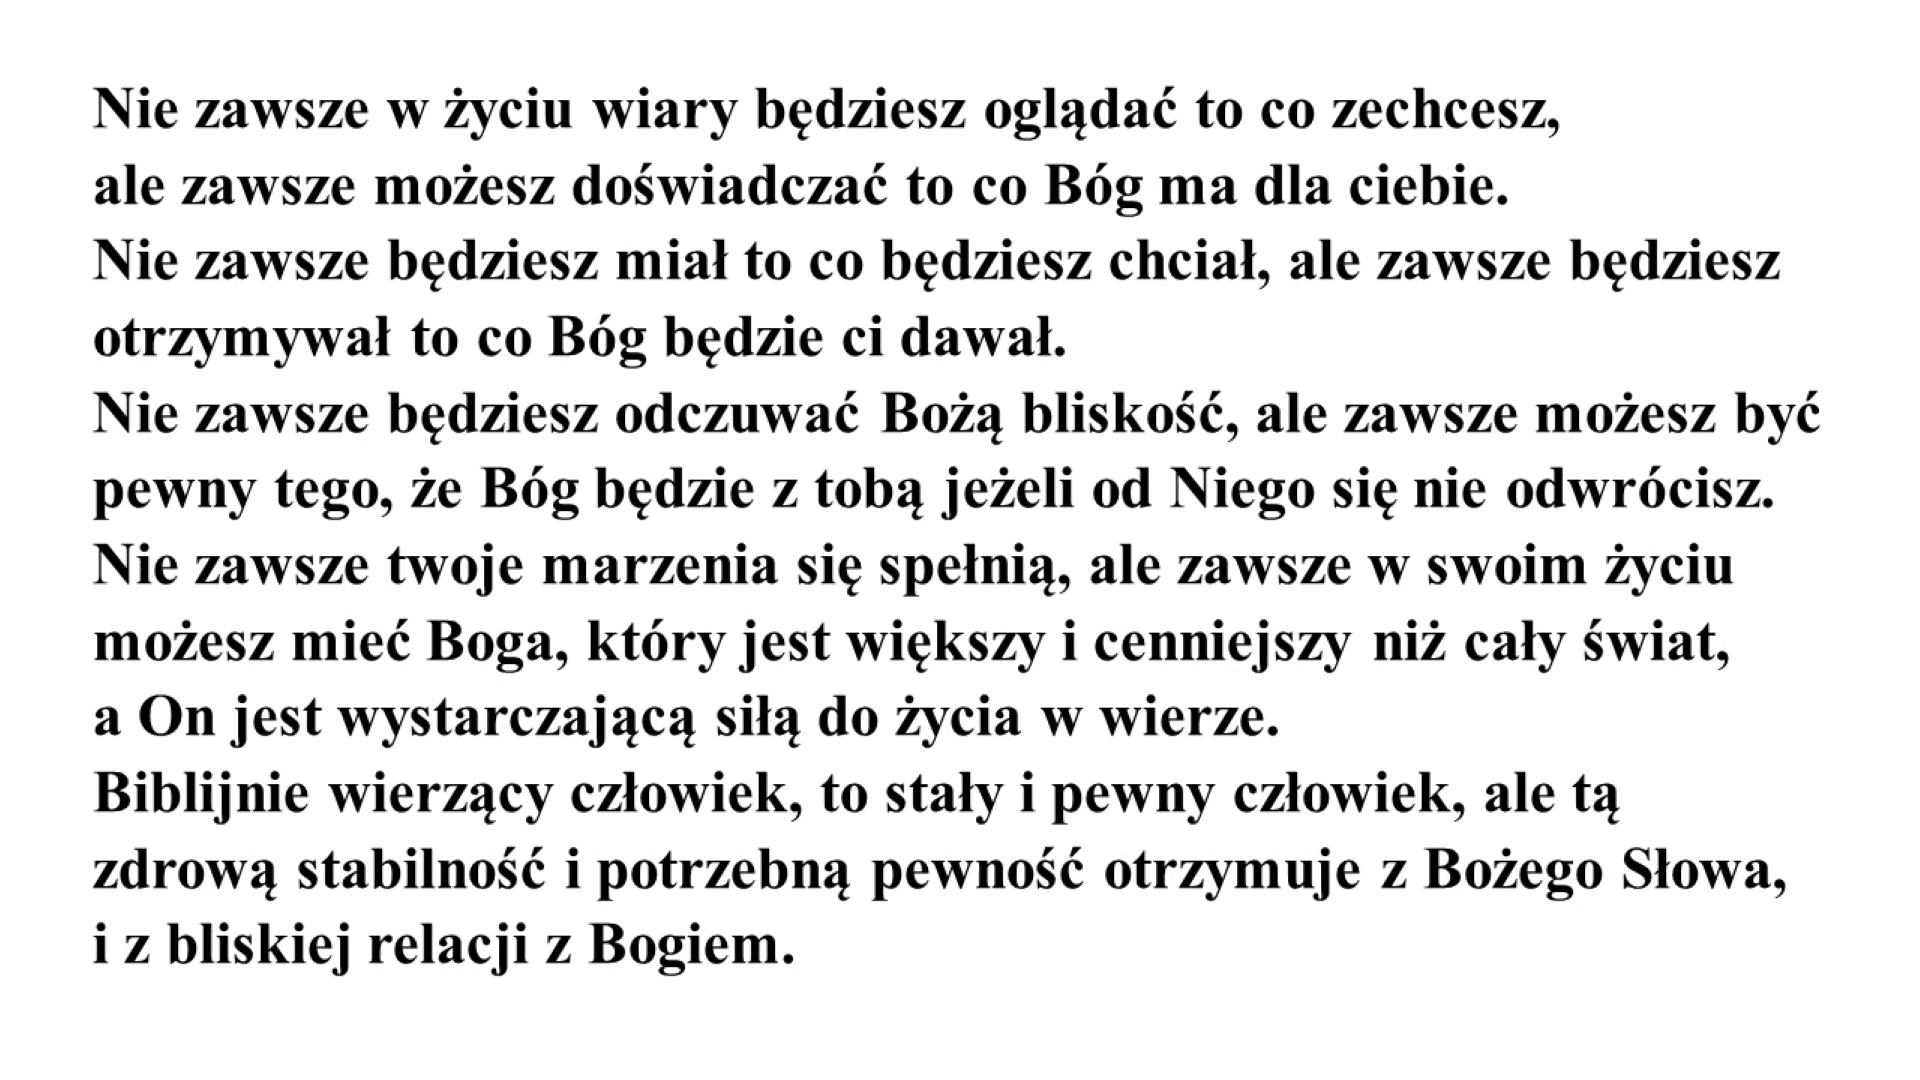 Nie zawsze w życiu wiary będziesz oglądać to co zechcesz,
ale zawsze możesz doświadczać to co Bóg ma dla ciebie.
Nie zawsze będziesz miał to co będziesz chciał, ale zawsze będziesz
otrzymywał to co Bóg będzie ci dawał.
Nie zawsze będziesz odczuwać Bożą bliskość, ale zawsze możesz być
pewny tego, że Bóg będzie z tobą jeżeli od Niego się nie odwrócisz.
Nie zawsze twoje marzenia się spełnią, ale zawsze w swoim życiu
możesz mieć Boga, który jest większy i cenniejszy niż cały świat,
a On jest wystarczającą siłą do życia w wierze.
Biblijnie wierzący człowiek, to stały i pewny człowiek, ale tą
zdrową stabilność i potrzebną pewność otrzymuje z Bożego Słowa,
i z bliskiej relacji z Bogiem.